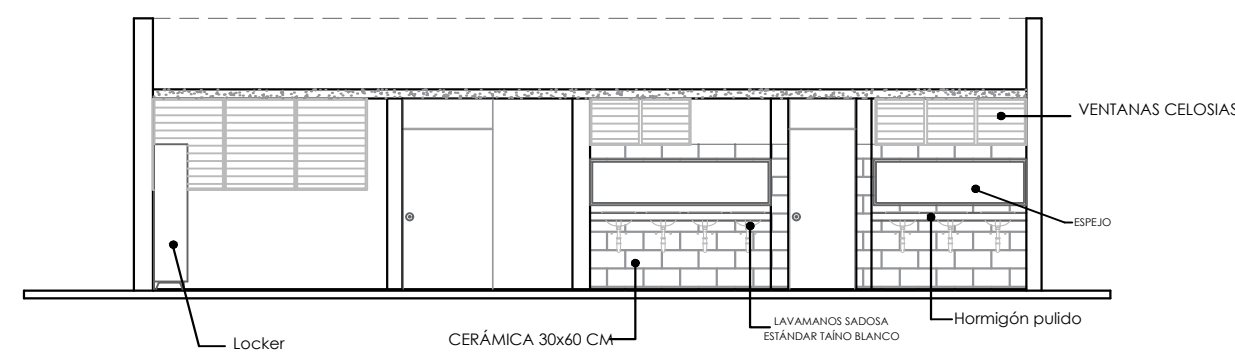 VENTANAS CELOSIAS
ESPEJO
Hormigón pulido
LAVAMANOS SADOSA
ESTÁNDAR TAÍNO BLANCO
CERÁMICA 30x60 CM
Locker